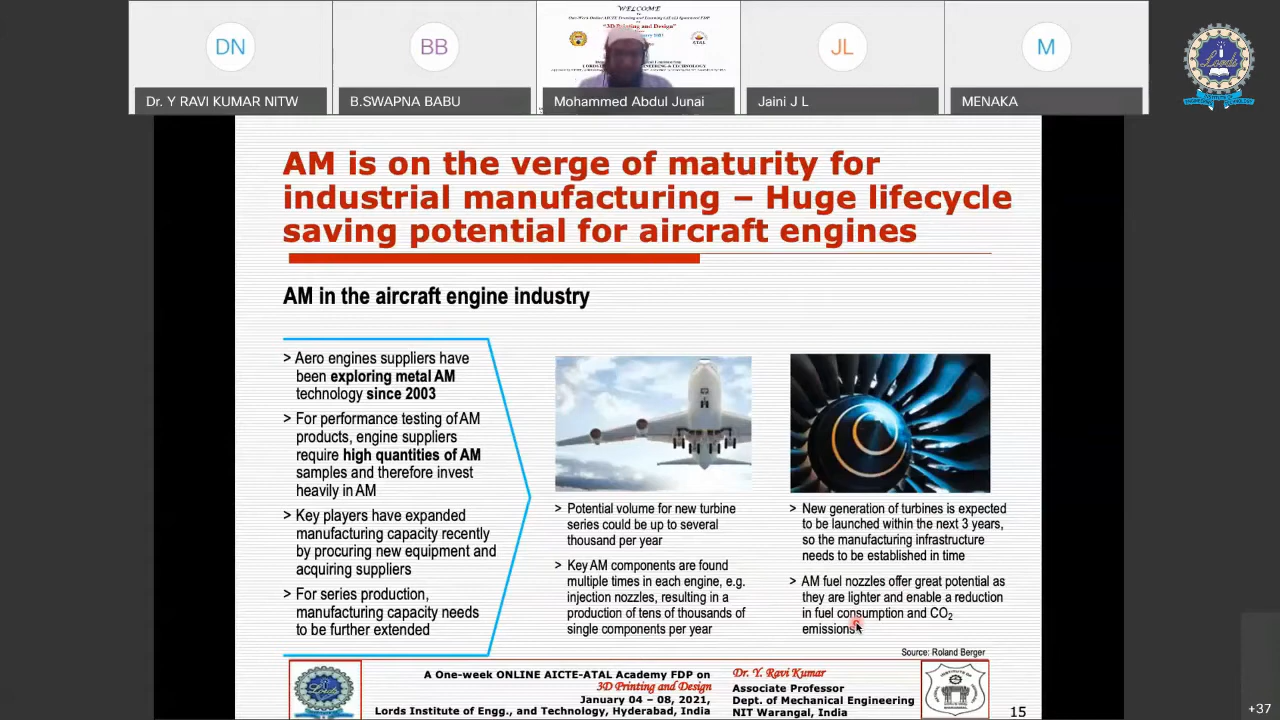 DN
BB
JL
M
WELCOME
"3D Printing and Design"
Dr. Y RAVI KUMAR NITW
B.SWAPNA BABU
Mohammed Abdul Junai
Jaini J L
MENAKA
Lords
AM is on the verge of maturity for
industrial manufacturing – Huge lifecycle
saving potential for aircraft engines
AM in the aircraft engine industry
> Aero engines suppliers have
been exploring metal AM
technology since 2003
> For performance testing of AM
products, engine suppliers
require high quantities of AM
samples and therefore invest
heavily in AM
> Key players have expanded
manufacturing capacity recently
by procuring new equipment and
acquiring suppliers
> For series production,
manufacturing capacity needs
to be further extended
> Potential volume for new turbine
series could be up to several
thousand per year
> Key AM components are found
multiple times in each engine, e.g.
injection nozzles, resulting in a
production of tens of thousands of
single components per year
> New generation of turbines is expected
to be launched within the next 3 years,
so the manufacturing infrastructure
needs to be established in time
> AM fuel nozzles offer great potential as
they are lighter and enable a reduction
in fuel consumption and CO₂
emissions
Source: Roland Berger
A One-week ONLINE AICTE-ATAL Academy FDP on
3D Printing and Design
January 04 – 08, 2021,
Lords Institute of Engg., and Technology, Hyderabad, India
Dr. Y. Ravi Kumar
Associate Professor
Dept. of Mechanical Engineering
NIT Warangal, India
15
+37